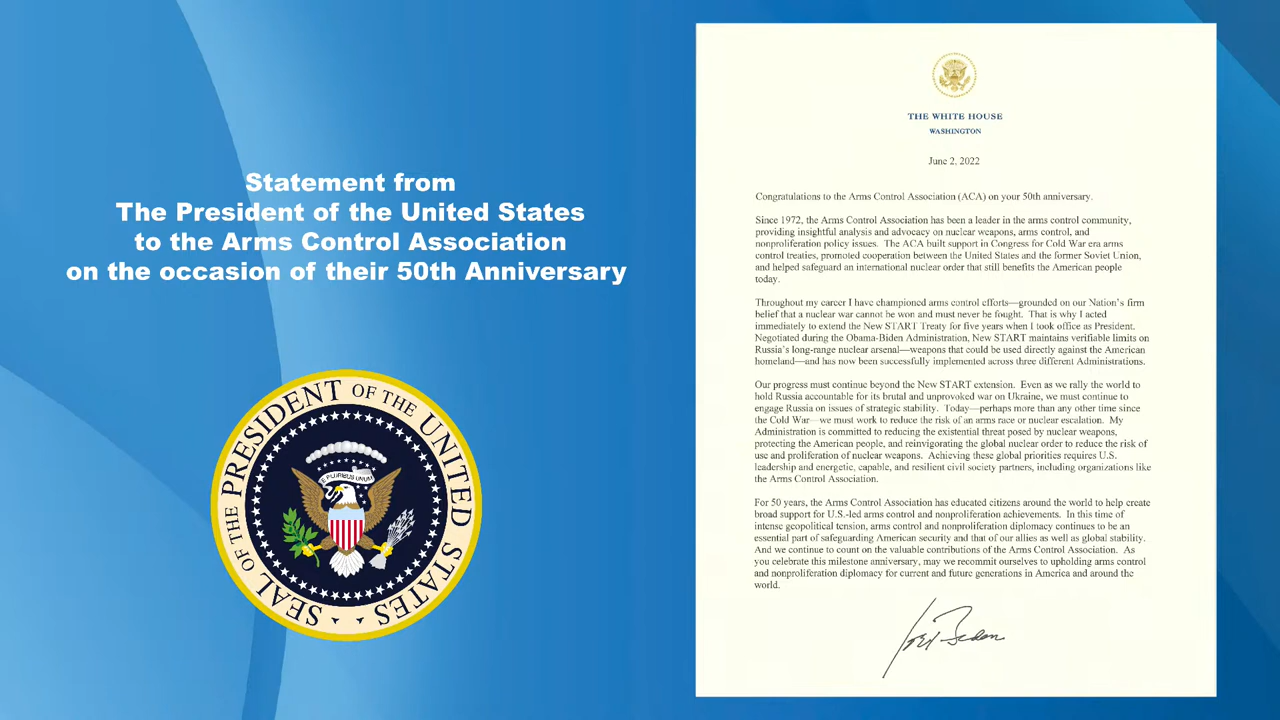 Statement from
The President of the United States
to the Arms Control Association
on the occasion of their 50th Anniversary
SEAL OF THE PRESIDENT OF THE UNITED STATES
E PLURIBUS UNUM
THE WHITE HOUSE
WASHINGTON
June 2, 2022
Congratulations to the Arms Control Association (ACA) on your 50th anniversary.
Since 1972, the Arms Control Association has been a leader in the arms control community,
providing insightful analysis and advocacy on nuclear weapons, arms control, and
nonproliferation policy issues. The ACA built support in Congress for Cold War era arms
control treaties, promoted cooperation between the United States and the former Soviet Union,
and helped safeguard an international nuclear order that still benefits the American people
today.
Throughout my career I have championed arms control efforts—grounded on our Nation's firm
belief that a nuclear war cannot be won and must never be fought. That is why I acted
immediately to extend the New START Treaty for five years when I took office as President.
Negotiated during the Obama-Biden Administration, New START maintains verifiable limits on
Russia's long-range nuclear arsenal—weapons that could be used directly against the American
homeland—and has now been successfully implemented across three different Administrations.
Our progress must continue beyond the New START extension. Even as we rally the world to
hold Russia accountable for its brutal and unprovoked war on Ukraine, we must continue to
engage Russia on issues of strategic stability. Today—perhaps more than any other time since
the Cold War—we must work to reduce the risk of an arms race or nuclear escalation. My
Administration is committed to reducing the existential threat posed by nuclear weapons,
protecting the American people, and reinvigorating the global nuclear order to reduce the risk of
use and proliferation of nuclear weapons. Achieving these global priorities requires U.S.
leadership and energetic, capable, and resilient civil society partners, including organizations like
the Arms Control Association.
For 50 years, the Arms Control Association has educated citizens around the world to help create
broad support for U.S.-led arms control and nonproliferation achievements. In this time of
intense geopolitical tension, arms control and nonproliferation diplomacy continues to be an
essential part of safeguarding American security and that of our allies as well as global stability.
And we continue to count on the valuable contributions of the Arms Control Association. As
you celebrate this milestone anniversary, may we recommit ourselves to upholding arms control
and nonproliferation diplomacy for current and future generations in America and around the
world.
Joe Biden